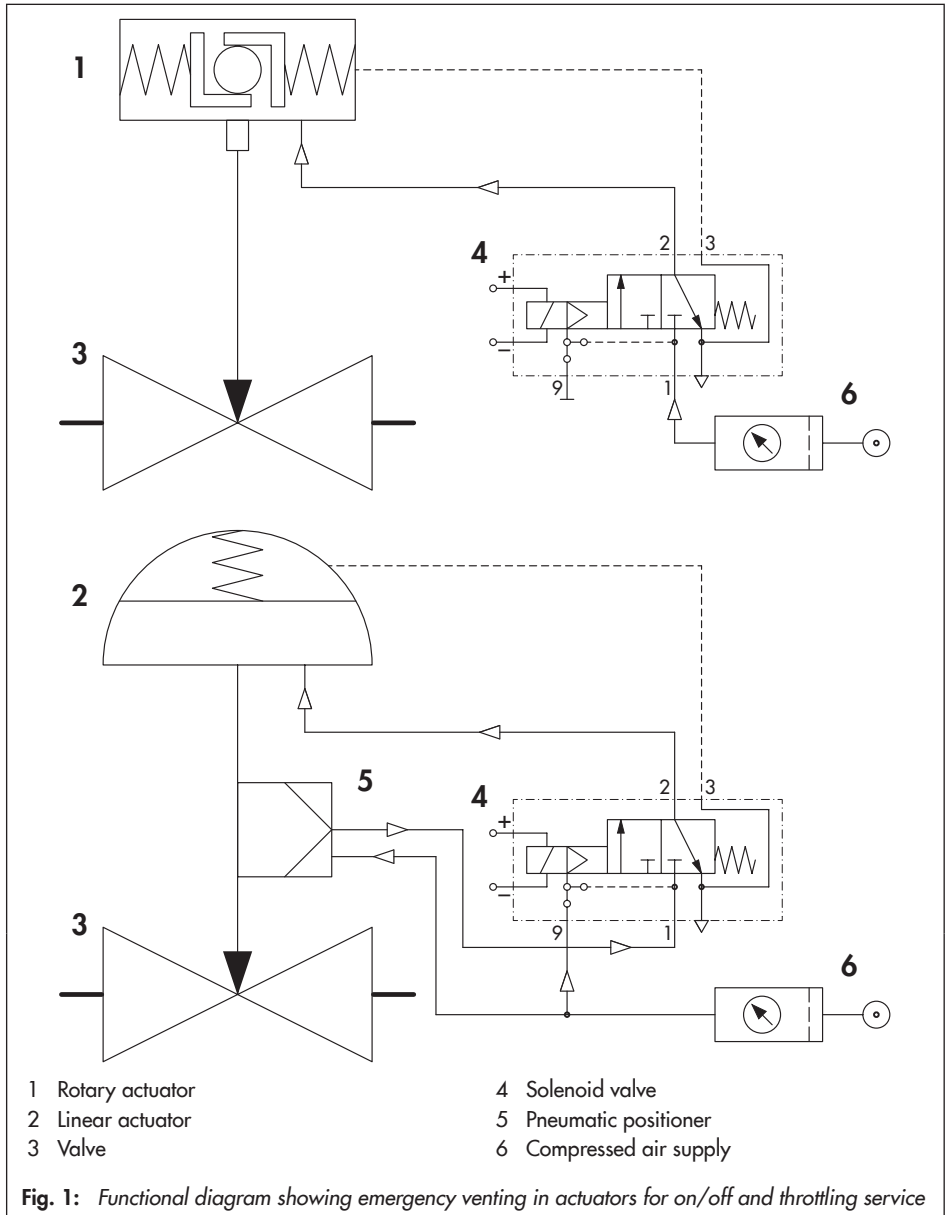 1
2 3
4
+
3
–
9
1
6
2
2 3
5
4
+
–
3
9
1
6
1 Rotary actuator
2 Linear actuator
3 Valve
4 Solenoid valve
5 Pneumatic positioner
6 Compressed air supply
Fig. 1: Functional diagram showing emergency venting in actuators for on/off and throttling service